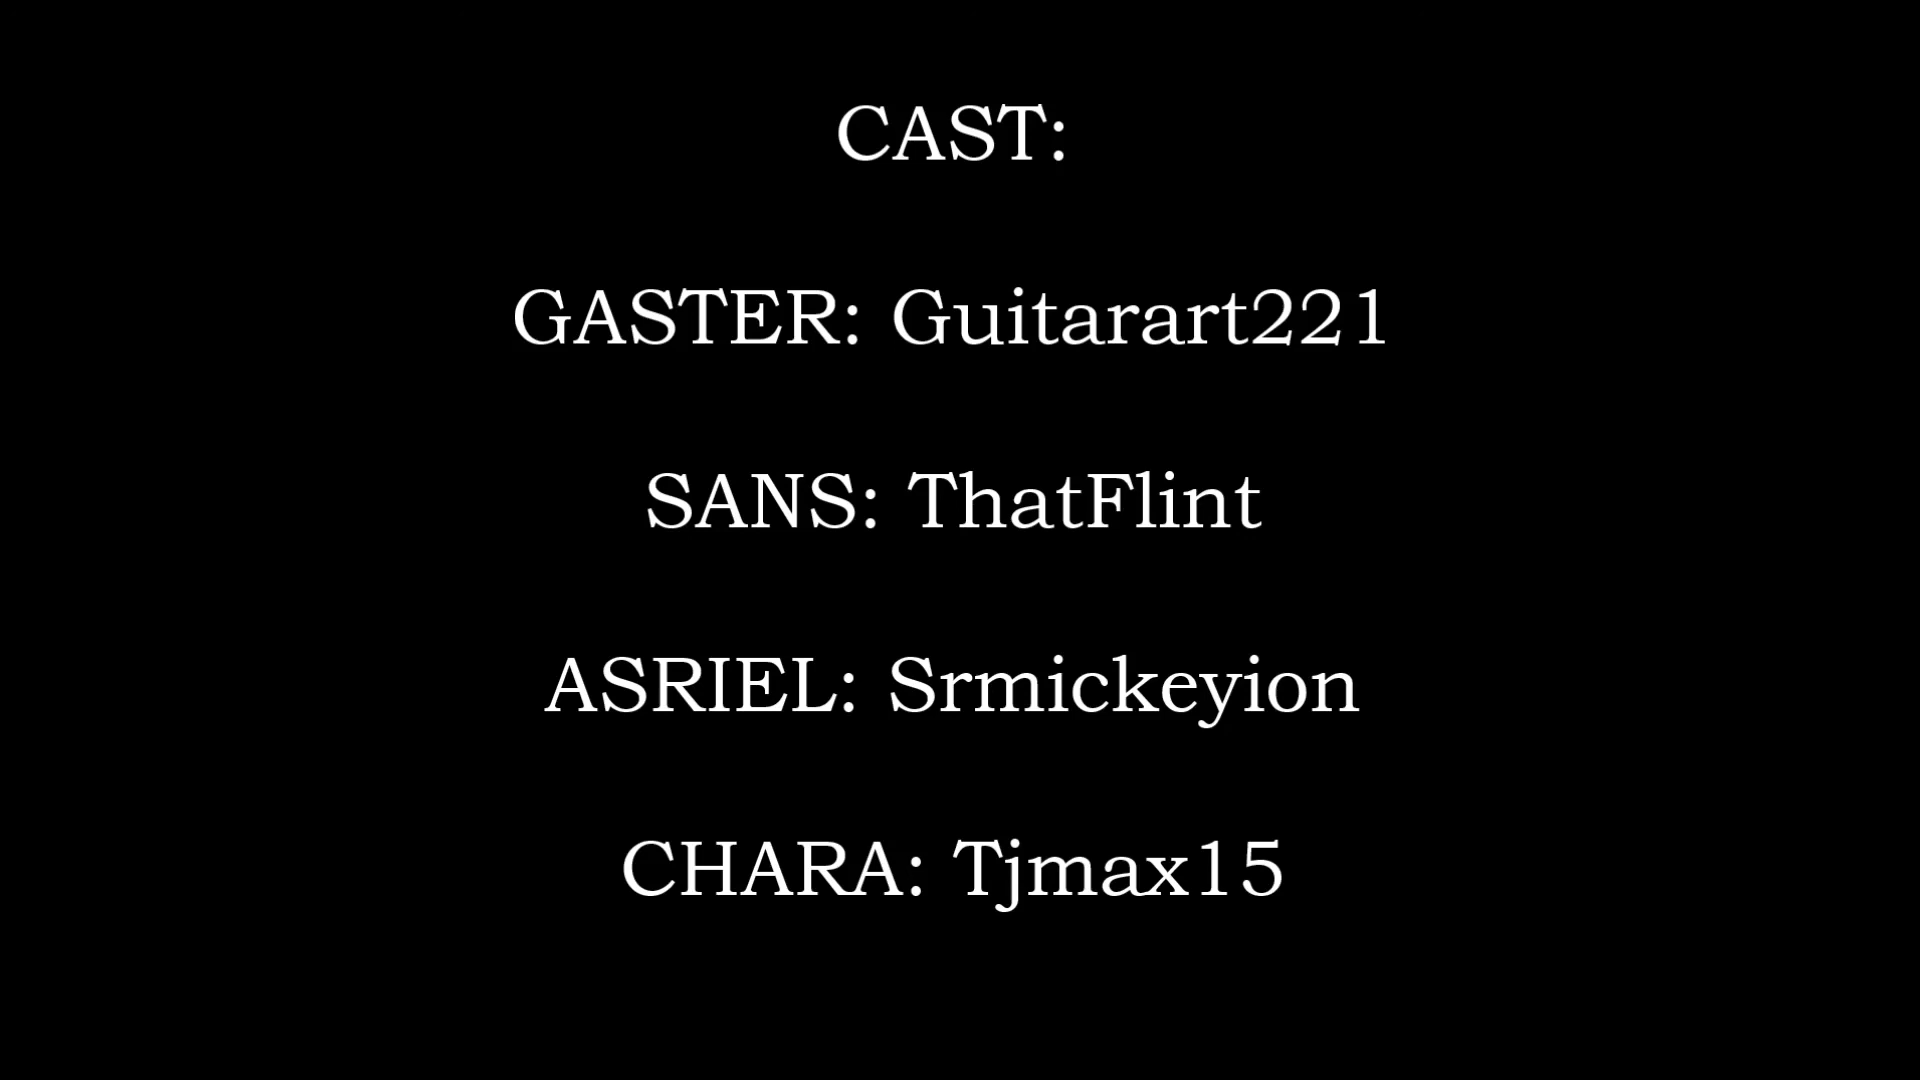 CAST:
GASTER: Guitarart221
SANS: ThatFlint
ASRIEL: Srmickeyion
CHARA: Tjmax15